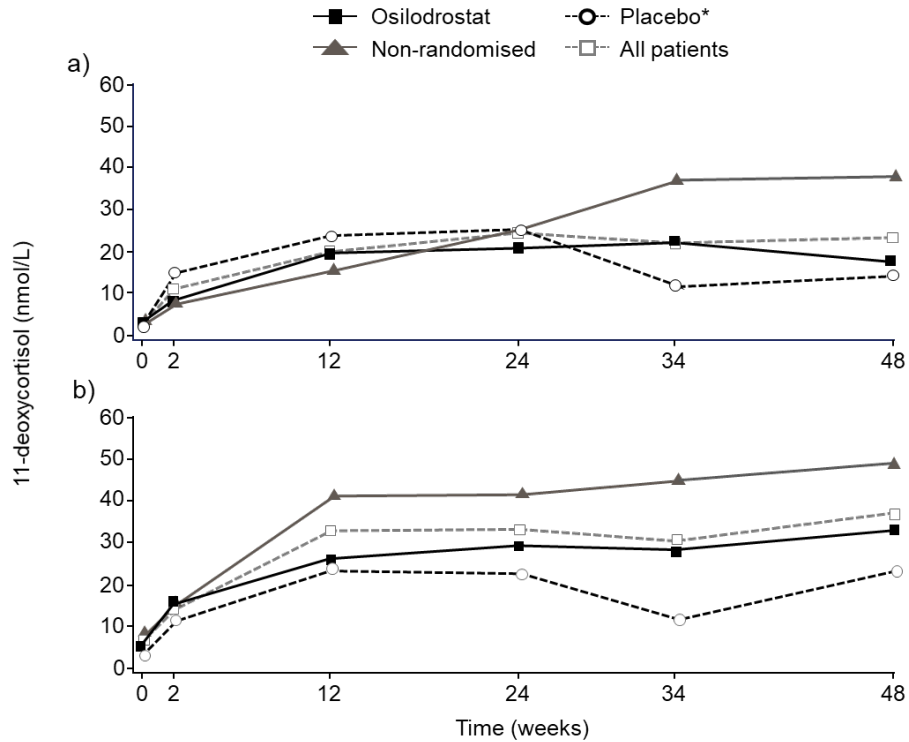 Osilodrostat
Placebo*
Non-randomised
All patients
a)
60
50
40
30
20
10
0
0 2 12 24 34 48
b)
60
50
40
30
20
10
0
0 2 12 24 34 48
11-deoxycortisol (nmol/L)
Time (weeks)